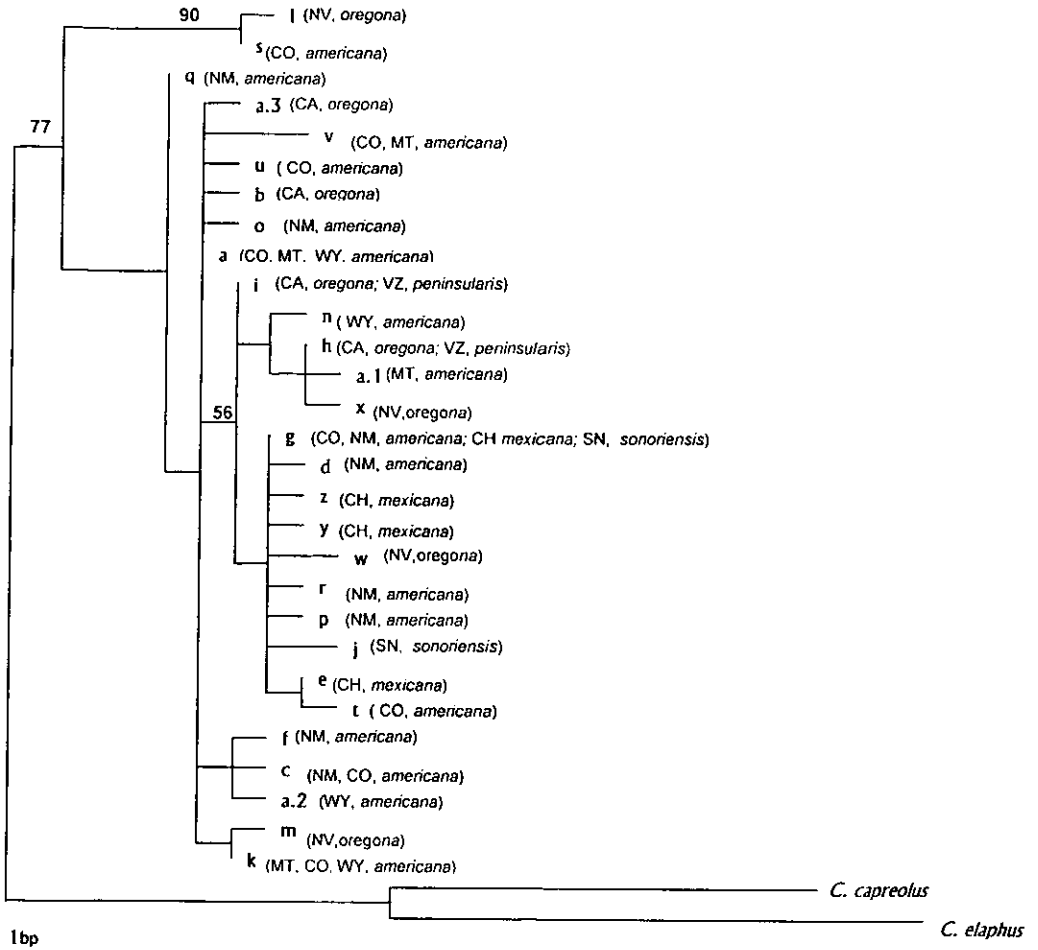 90
l (NV, oregona)
s (CO, americana)
q (NM, americana)
a.3 (CA, oregona)
77
v (CO, MT, americana)
u ( CO, americana)
b (CA, oregona)
o (NM, americana)
a (CO, MT, WY, americana)
i (CA, oregona; VZ, peninsularis)
n ( WY, americana)
h (CA, oregona; VZ, peninsularis)
a.1 (MT, americana)
x (NV,oregona)
56
g (CO, NM, americana; CH mexicana; SN, sonoriensis)
d (NM, americana)
z (CH, mexicana)
y (CH, mexicana)
w (NV,oregona)
r (NM, americana)
p (NM, americana)
j (SN, sonoriensis)
e (CH, mexicana)
t ( CO, americana)
f (NM, americana)
c (NM, CO, americana)
a.2 (WY, americana)
m (NV,oregona)
k (MT, CO, WY, americana)
C. capreolus
C. elaphus
1bp